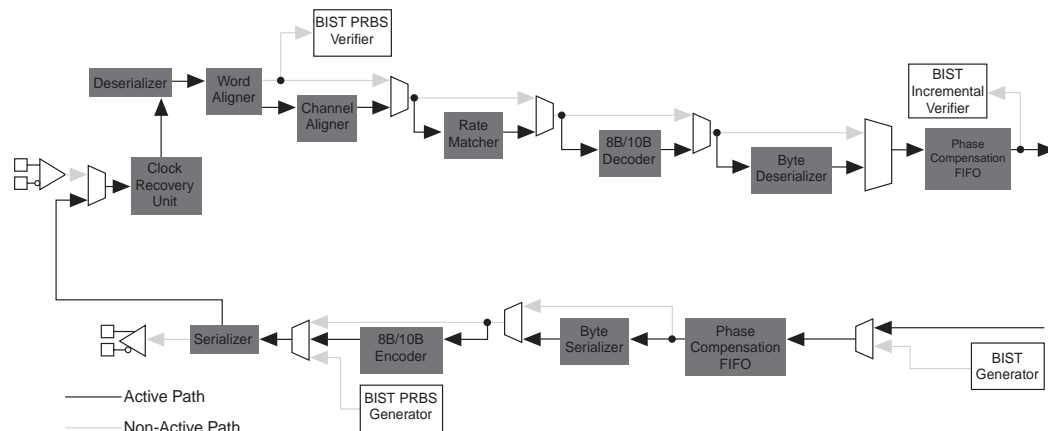 BIST PRBS
Verifier
Deserializer
Word
Aligner
Channel
Aligner
Rate
Matcher
8B/10B
Decoder
Byte
Deserializer
BIST
Incremental
Verifier
Phase
Compensation
FIFO
Clock
Recovery
Unit
Serializer
8B/10B
Encoder
Byte
Serializer
Phase
Compensation
FIFO
BIST
Generator
BIST PRBS
Generator
Active Path
Non-Active Path